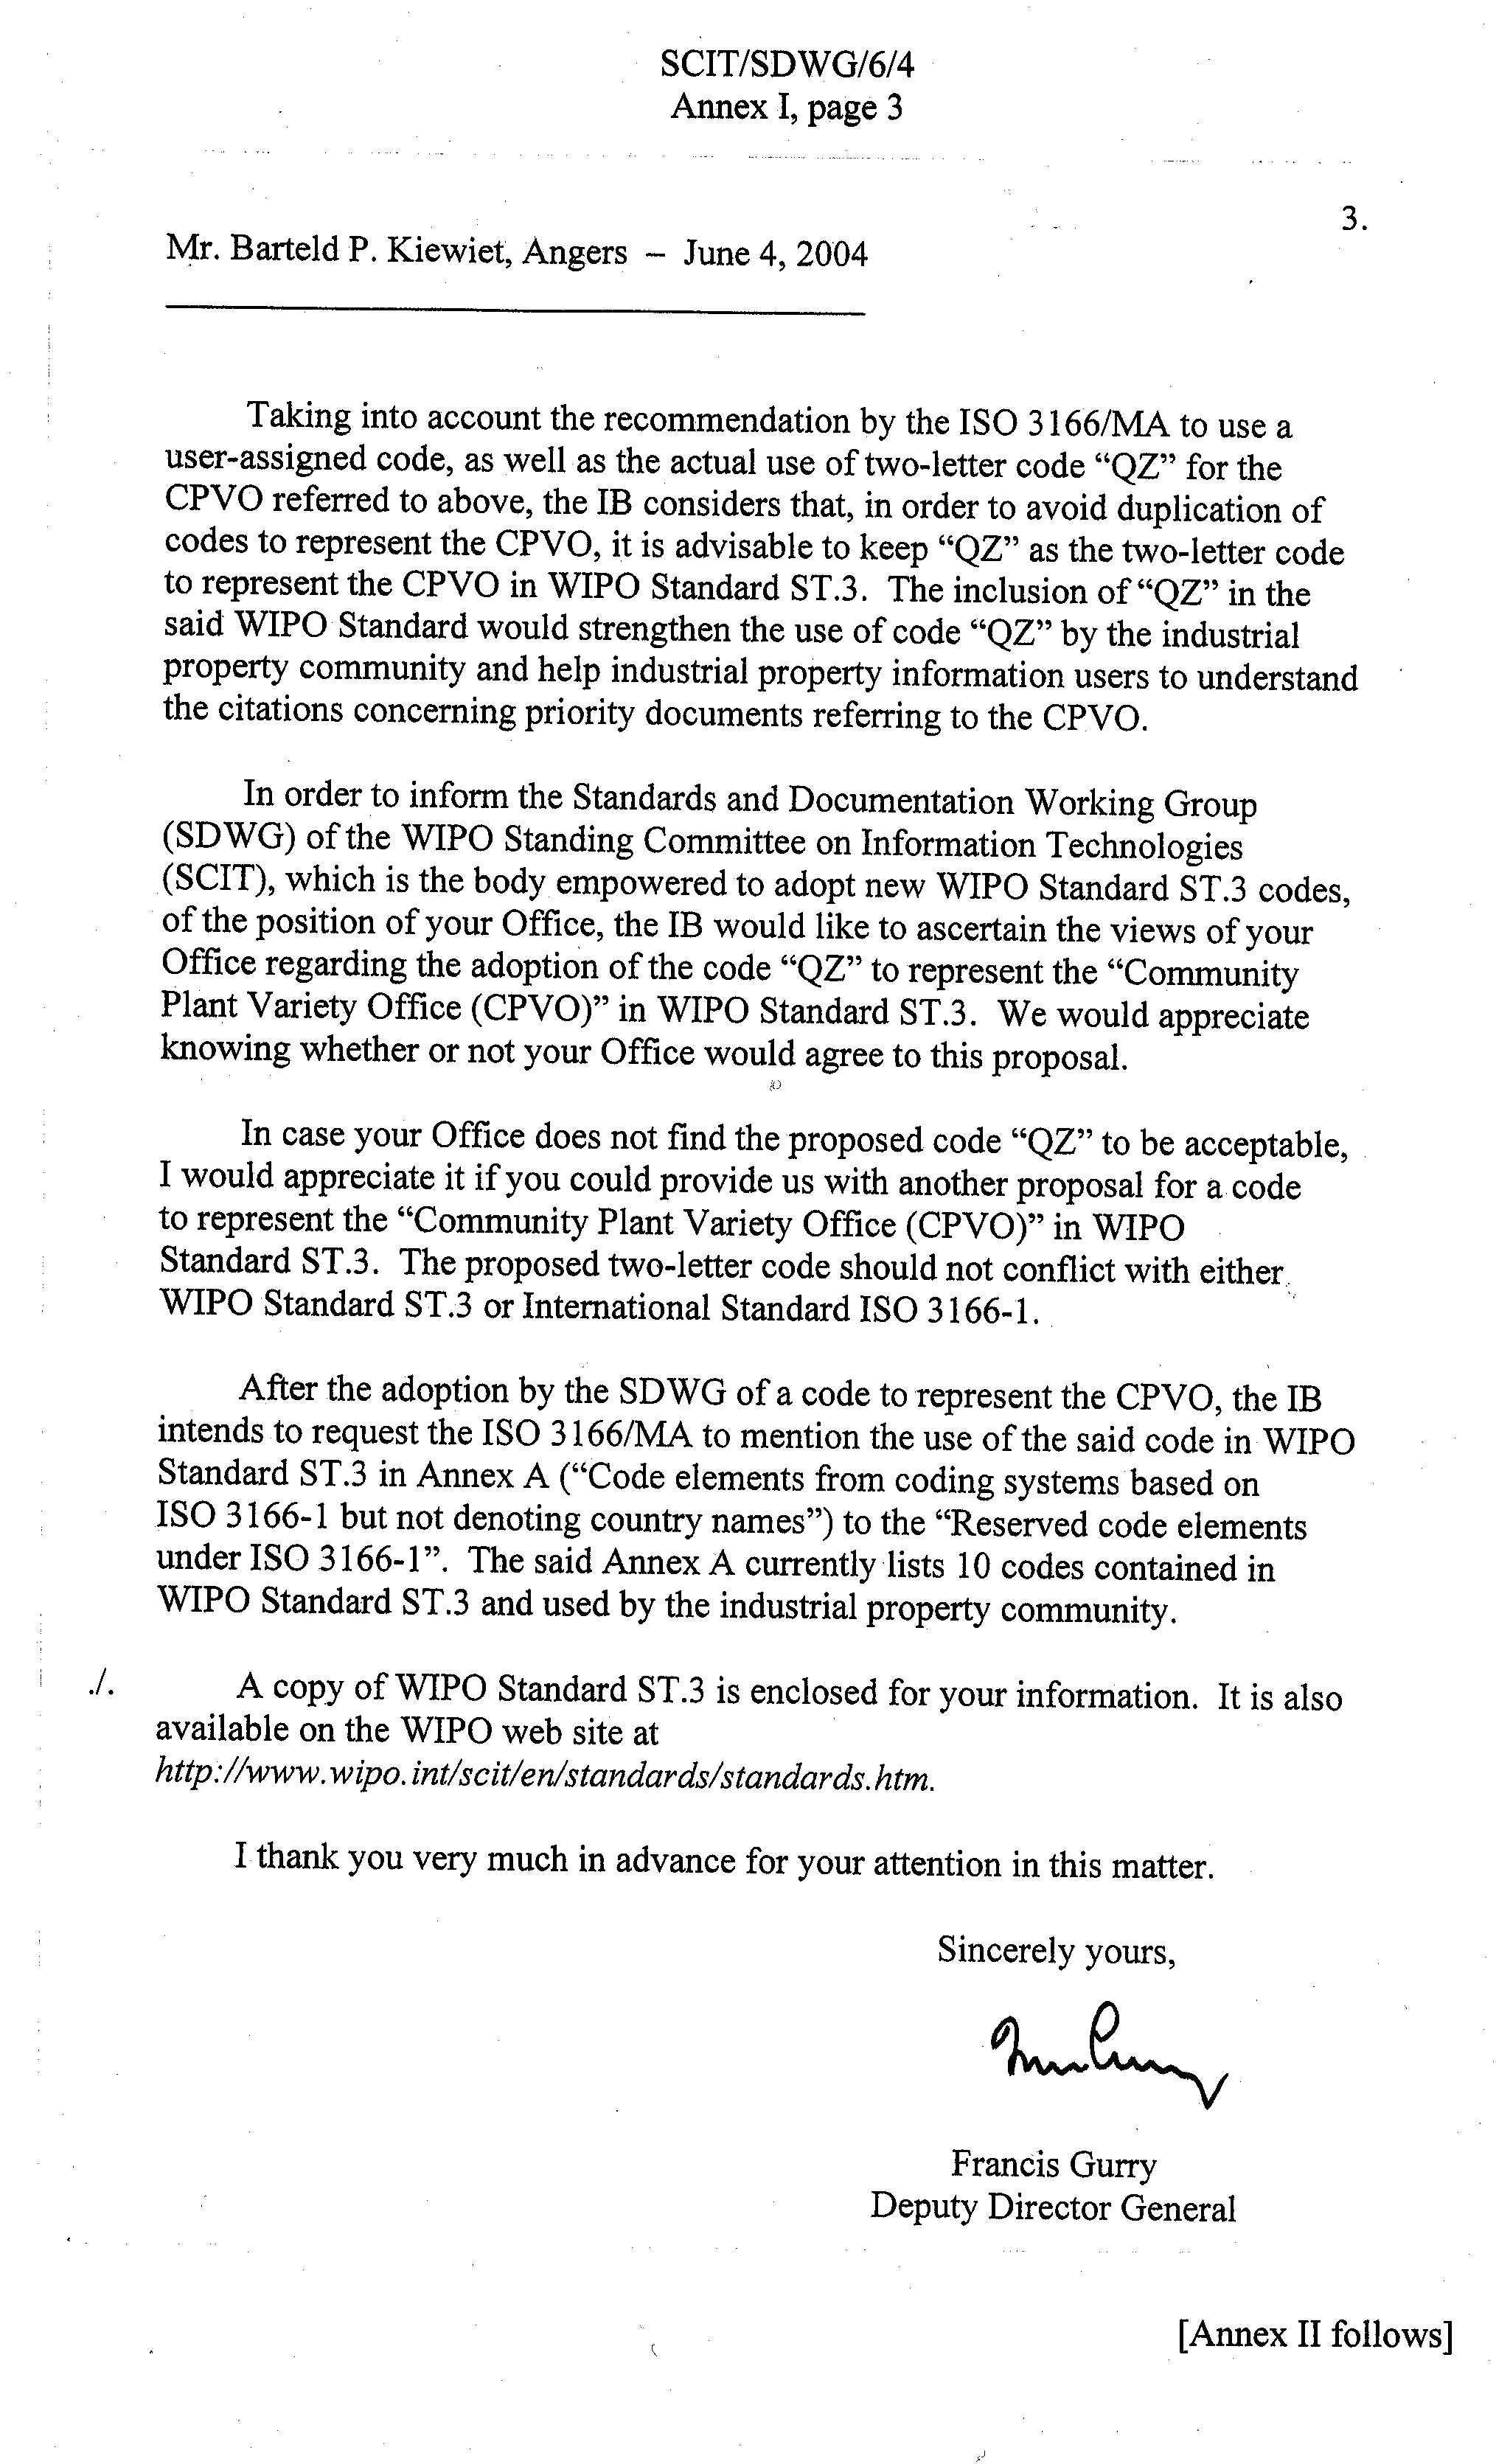 SCIT/SDWG/6/4
Annex I, page 3
3.
Mr. Barteld P. Kiewiet, Angers – June 4, 2004
Taking into account the recommendation by the ISO 3166/MA to use a
user-assigned code, as well as the actual use of two-letter code “QZ” for the
CPVO referred to above, the IB considers that, in order to avoid duplication of
codes to represent the CPVO, it is advisable to keep “QZ” as the two-letter code
to represent the CPVO in WIPO Standard ST.3. The inclusion of “QZ” in the
said WIPO Standard would strengthen the use of code “QZ” by the industrial
property community and help industrial property information users to understand
the citations concerning priority documents referring to the CPVO.
In order to inform the Standards and Documentation Working Group
(SDWG) of the WIPO Standing Committee on Information Technologies
(SCIT), which is the body empowered to adopt new WIPO Standard ST.3 codes,
of the position of your Office, the IB would like to ascertain the views of your
Office regarding the adoption of the code “QZ” to represent the “Community
Plant Variety Office (CPVO)” in WIPO Standard ST.3. We would appreciate
knowing whether or not your Office would agree to this proposal.
In case your Office does not find the proposed code “QZ” to be acceptable,
I would appreciate it if you could provide us with another proposal for a code
to represent the “Community Plant Variety Office (CPVO)” in WIPO
Standard ST.3. The proposed two-letter code should not conflict with either
WIPO Standard ST.3 or International Standard ISO 3166-1.
After the adoption by the SDWG of a code to represent the CPVO, the IB
intends to request the ISO 3166/MA to mention the use of the said code in WIPO
Standard ST.3 in Annex A (“Code elements from coding systems based on
ISO 3166-1 but not denoting country names”) to the “Reserved code elements
under ISO 3166-1”. The said Annex A currently lists 10 codes contained in
WIPO Standard ST.3 and used by the industrial property community.
./. A copy of WIPO Standard ST.3 is enclosed for your information. It is also
available on the WIPO web site at
http://www.wipo.int/scit/en/standards/standards.htm.
I thank you very much in advance for your attention in this matter.
Sincerely yours,
Francis Gurry
Deputy Director General
[Annex II follows]